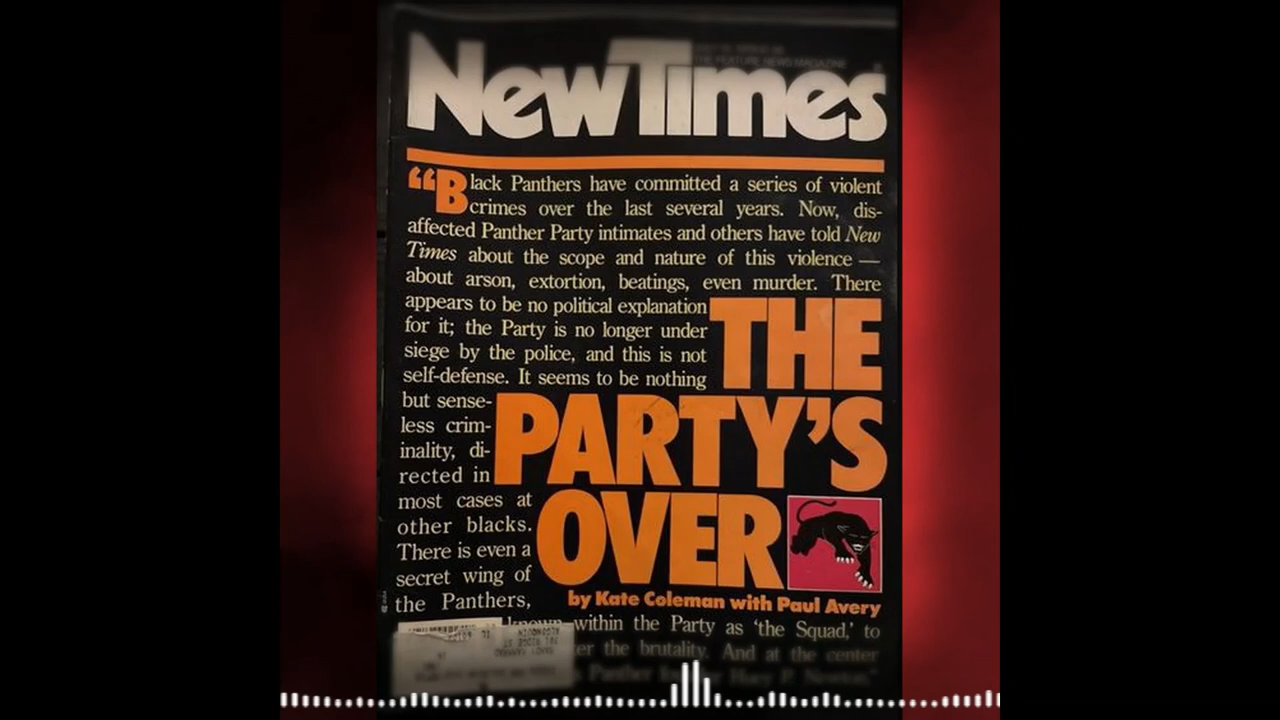 THE FEATURE NEWS MAGAZINE
New Times
“Black Panthers have committed a series of violent
crimes over the last several years. Now, dis-
affected Panther Party intimates and others have told New
Times about the scope and nature of this violence —
about arson, extortion, beatings, even murder. There
appears to be no political explanation
for it; the Party is no longer under
siege by the police, and this is not
self-defense. It seems to be nothing
but sense-
less crim-
inality, di-
rected in
most cases at
other blacks.
There is even a
secret wing of
the Panthers,
THE
PARTY'S
OVER
by Kate Coleman with Paul Avery
known within the Party as ‘the Squad,’ to
the brutality. And at the center
Panther Huey P. Newton.”